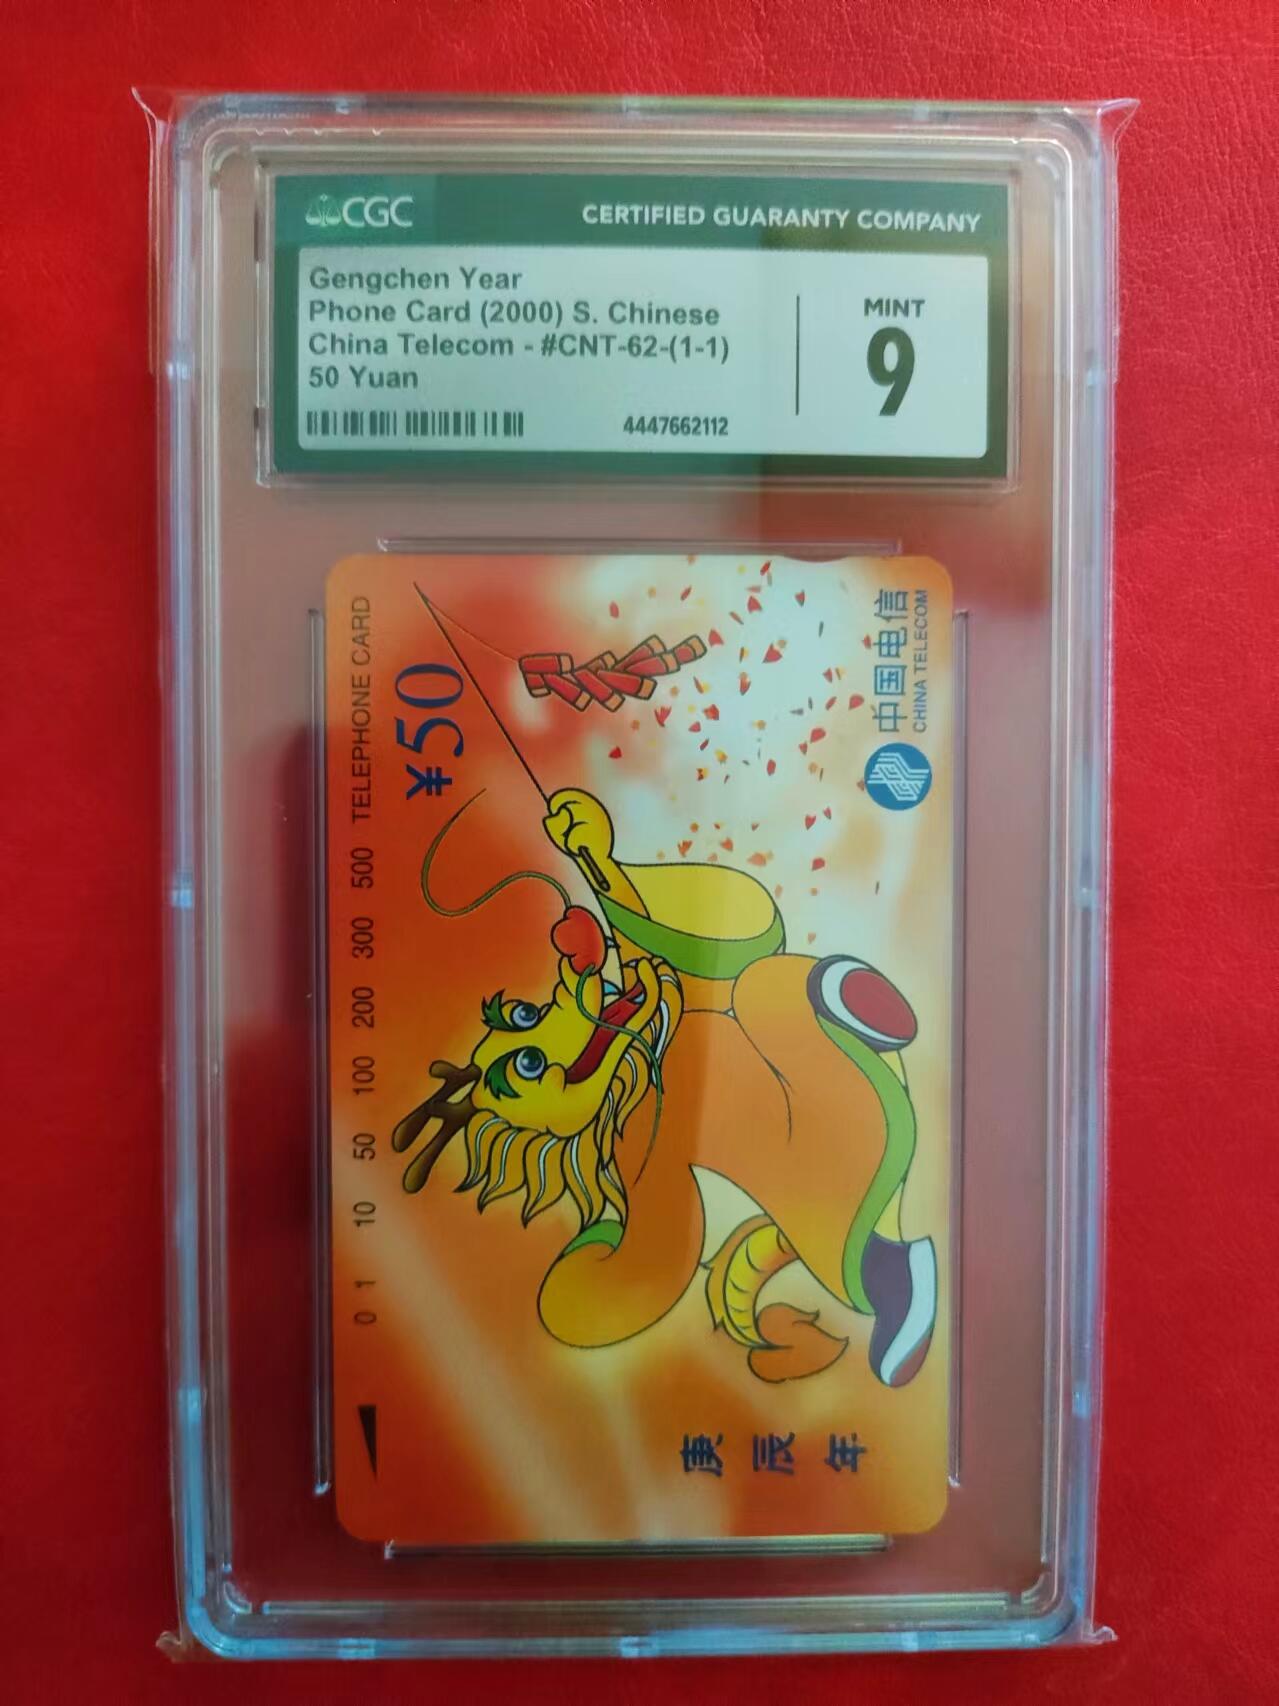 CGC
CERTIFIED GUARANTY COMPANY
Gengchen Year
Phone Card (2000) S. Chinese
China Telecom - #CNT-62-(1-1)
50 Yuan
4447662112
MINT
9
中国电信
CHINA TELECOM
¥50
0 1 10 50 100 200 300 500 TELEPHONE CARD
庚辰年